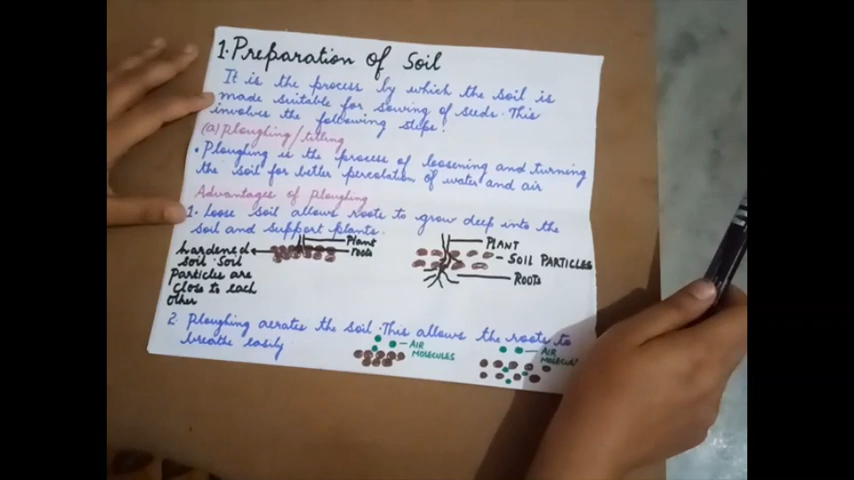 1. Preparation of Soil
It is the process by which the soil is
made suitable for sowing of seeds. This
involves the following steps:
(a) Ploughing/tilling
• Ploughing is the process of loosening and turning
the soil for better percolation of water and air
Advantages of ploughing
1. Loose soil allows roots to grow deep into the
soil and support plants.
hardened
soil. Soil
particles are
close to each
other
Plant
roots
PLANT
SOIL PARTICLES
ROOTS
2. Ploughing aerates the soil. This allows the roots to
breathe easily
AIR
MOLECULES
AIR
MOLECUL